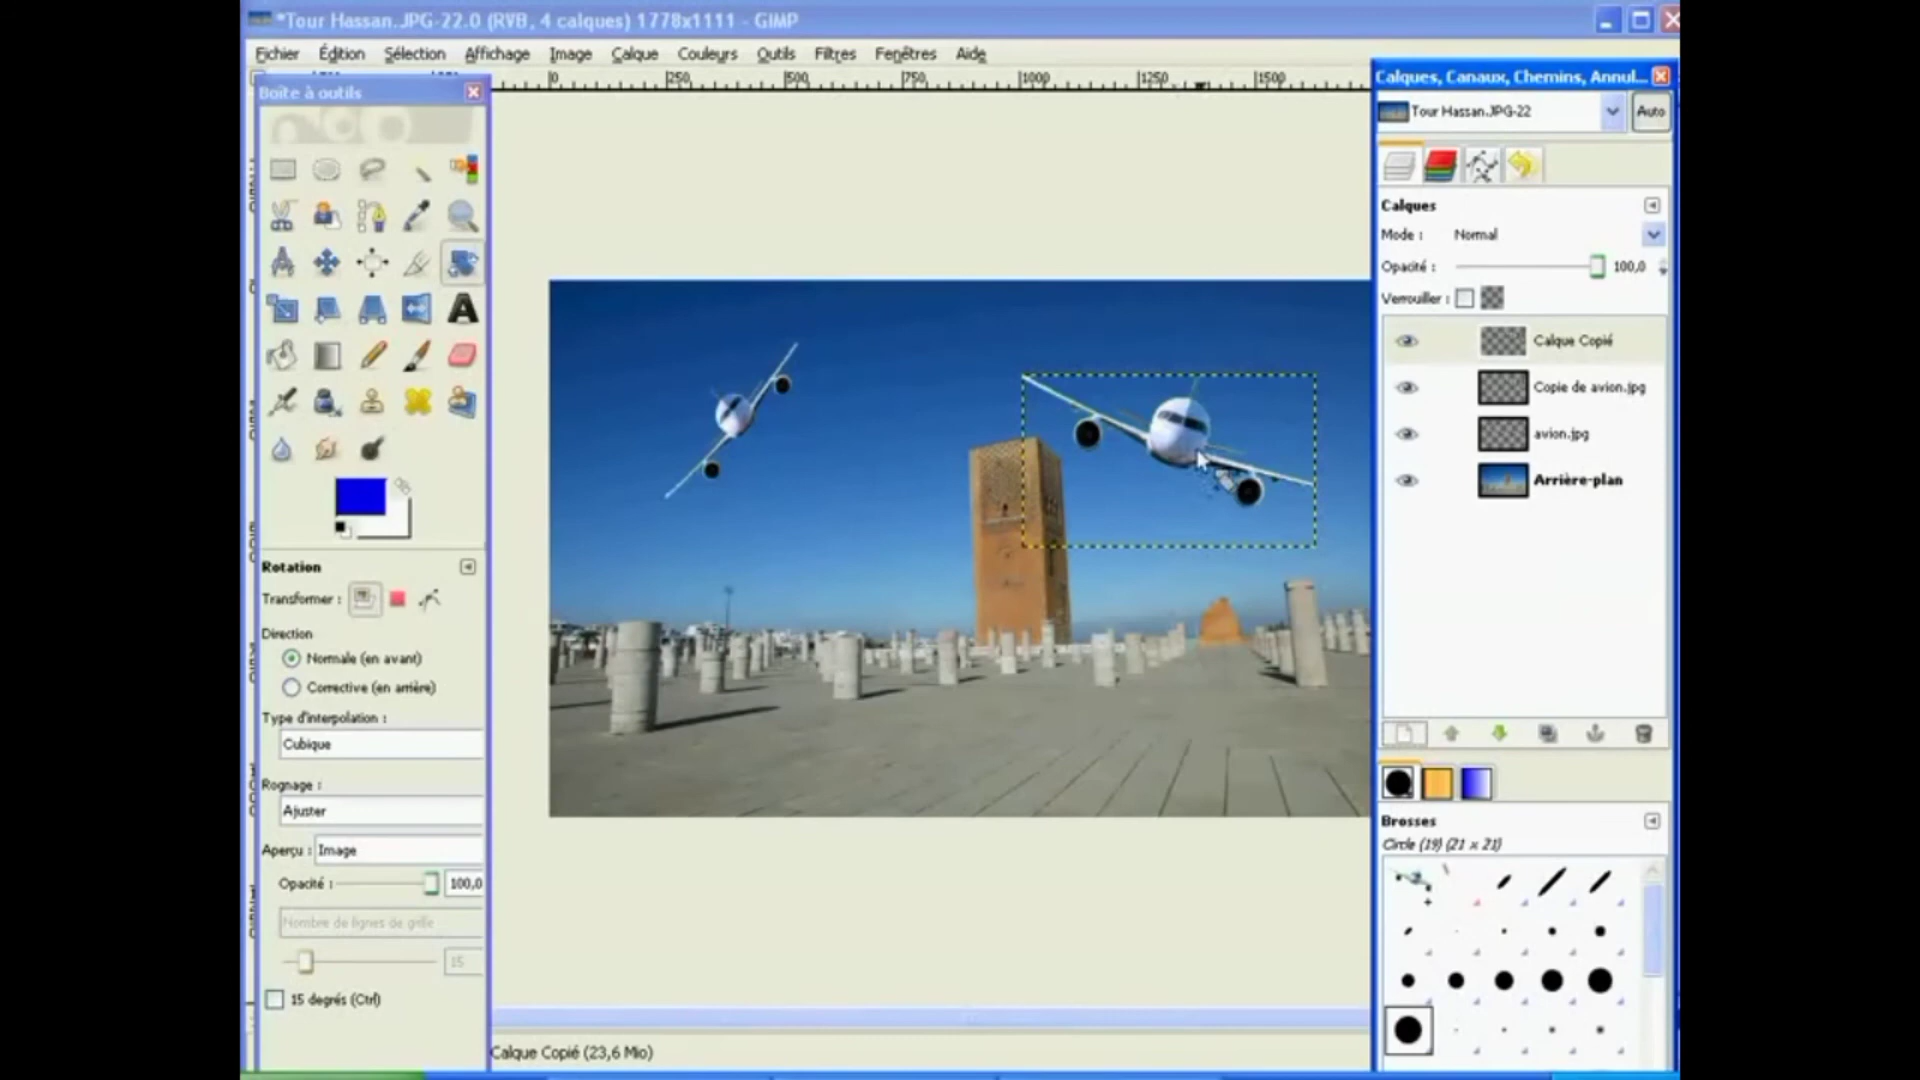 *Tour Hassan.JPG-22.0 (RVB, 4 calques) 1778x1111 - GIMP
Fichier Édition Sélection Affichage Image Calque Couleurs Outils Filtres Fenêtres Aide
0 250 500 750 1000 1250 1500
Boîte à outils
Rotation
Transformer :
Direction
Normale (en avant)
Corrective (en arrière)
Type d'interpolation :
Cubique
Rognage :
Ajuster
Aperçu : Image
Opacité : 100,0
Nombre de lignes de grille
15
15 degrés (Ctrl)
Calque Copié (23,6 Mio)
Calques, Canaux, Chemins, Annul...
Tour Hassan.JPG-22
Auto
Calques
Mode : Normal
Opacité : 100,0
Verrouiller :
Calque Copié
Copie de avion.jpg
avion.jpg
Arrière-plan
Brosses
Circle (19) (21 x 21)